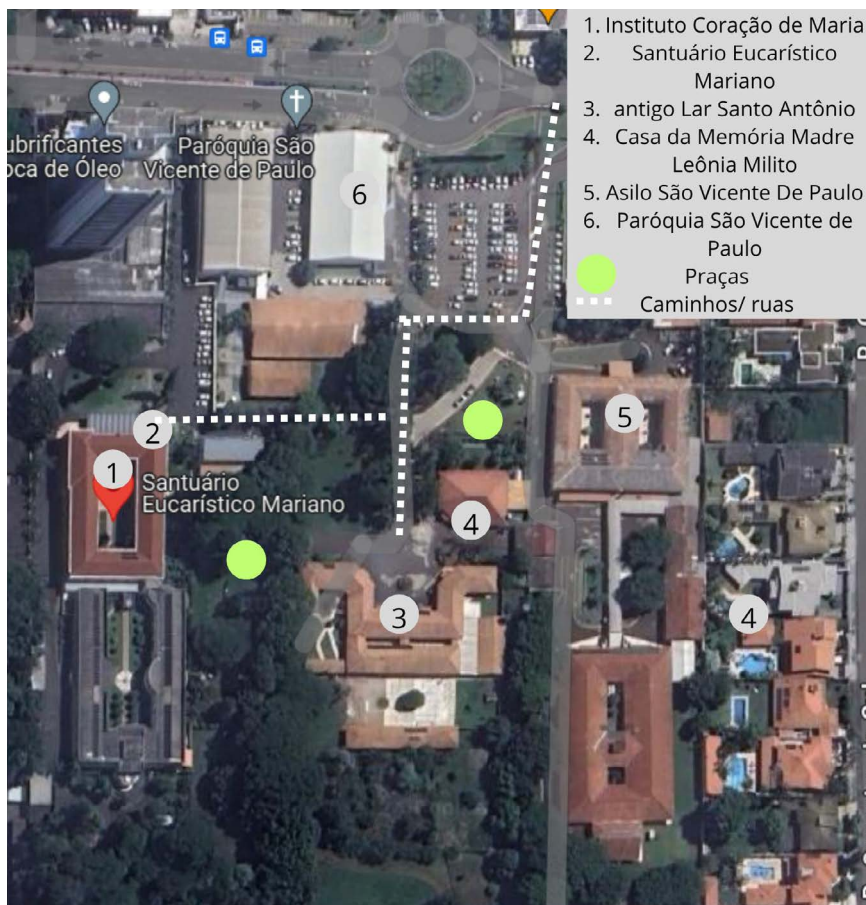 1. Instituto Coração de Maria
2. Santuário Eucarístico
Mariano
3. antigo Lar Santo Antônio
4. Casa da Memória Madre
Leônia Milito
5. Asilo São Vicente De Paulo
6. Paróquia São Vicente de
Paulo
Praças
Caminhos/ ruas
ubrificantes
oca de Óleo
Paróquia São
Vicente de Paulo
6
5
2
1
Santuário
Eucarístico Mariano
4
3
4